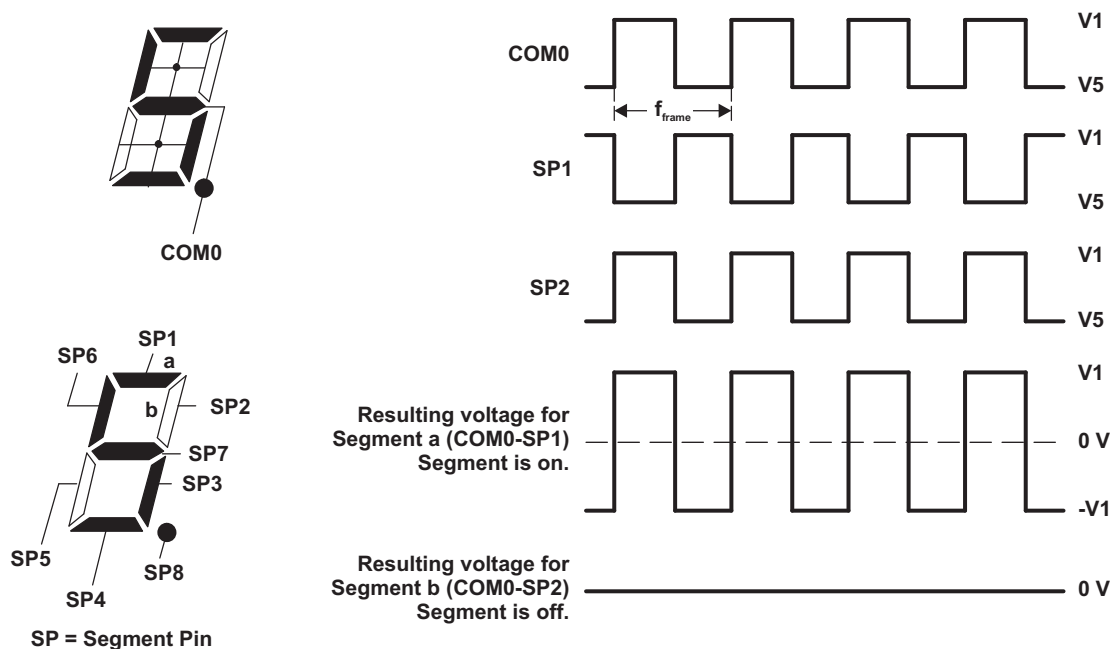 COM0
SP1
SP6
a
b
SP2
SP7
SP3
SP5
SP8
SP4
SP = Segment Pin
COM0
V1
V5
fframe
SP1
V1
V5
SP2
V1
V5
Resulting voltage for
Segment a (COM0-SP1)
Segment is on.
V1
0 V
-V1
Resulting voltage for
Segment b (COM0-SP2)
Segment is off.
0 V